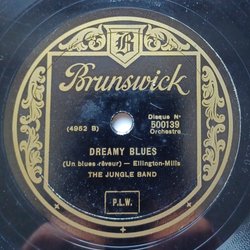 B
Brunswick
(4952 B)
Disque Nº
500139
Orchestre
DREAMY BLUES
(Un blues rêveur) — Ellington-Mills
THE JUNGLE BAND
P.L.W.